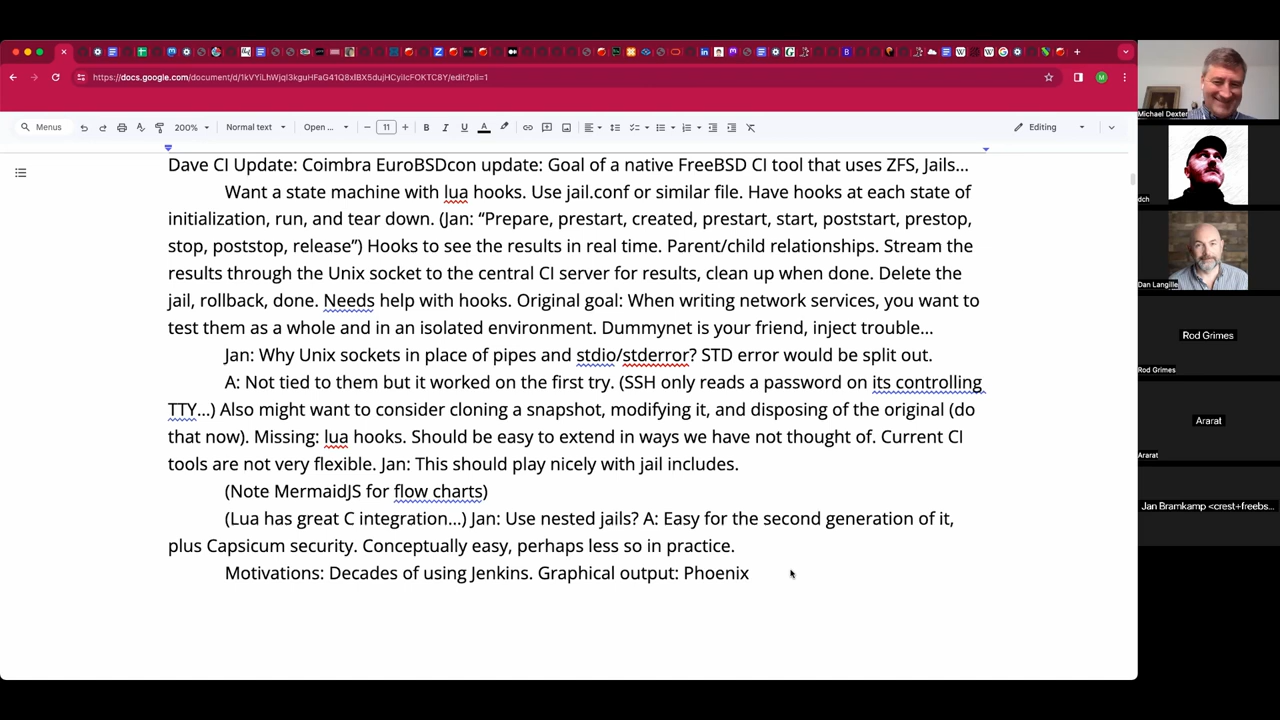 https://docs.google.com/document/d/1kVYiLhWjqI3kguHFaG41Q8xlBX5dujHCyiIcFOKTC8Y/edit?pli=1
M
Menus
200%
Normal text
Open ...
11
B I U A
Editing
Dave CI Update: Coimbra EuroBSDcon update: Goal of a native FreeBSD CI tool that uses ZFS, Jails…
Want a state machine with lua hooks. Use jail.conf or similar file. Have hooks at each state of
initialization, run, and tear down. (Jan: “Prepare, prestart, created, prestart, start, poststart, prestop,
stop, poststop, release”) Hooks to see the results in real time. Parent/child relationships. Stream the
results through the Unix socket to the central CI server for results, clean up when done. Delete the
jail, rollback, done. Needs help with hooks. Original goal: When writing network services, you want to
test them as a whole and in an isolated environment. Dummynet is your friend, inject trouble…
Jan: Why Unix sockets in place of pipes and stdio/stderror? STD error would be split out.
A: Not tied to them but it worked on the first try. (SSH only reads a password on its controlling
TTY…) Also might want to consider cloning a snapshot, modifying it, and disposing of the original (do
that now). Missing: lua hooks. Should be easy to extend in ways we have not thought of. Current CI
tools are not very flexible. Jan: This should play nicely with jail includes.
(Note MermaidJS for flow charts)
(Lua has great C integration…) Jan: Use nested jails? A: Easy for the second generation of it,
plus Capsicum security. Conceptually easy, perhaps less so in practice.
Motivations: Decades of using Jenkins. Graphical output: Phoenix
Michael Dexter
dch
Dan Langille
Rod Grimes
Rod Grimes
Ararat
Ararat
Jan Bramkamp <crest+freebs...